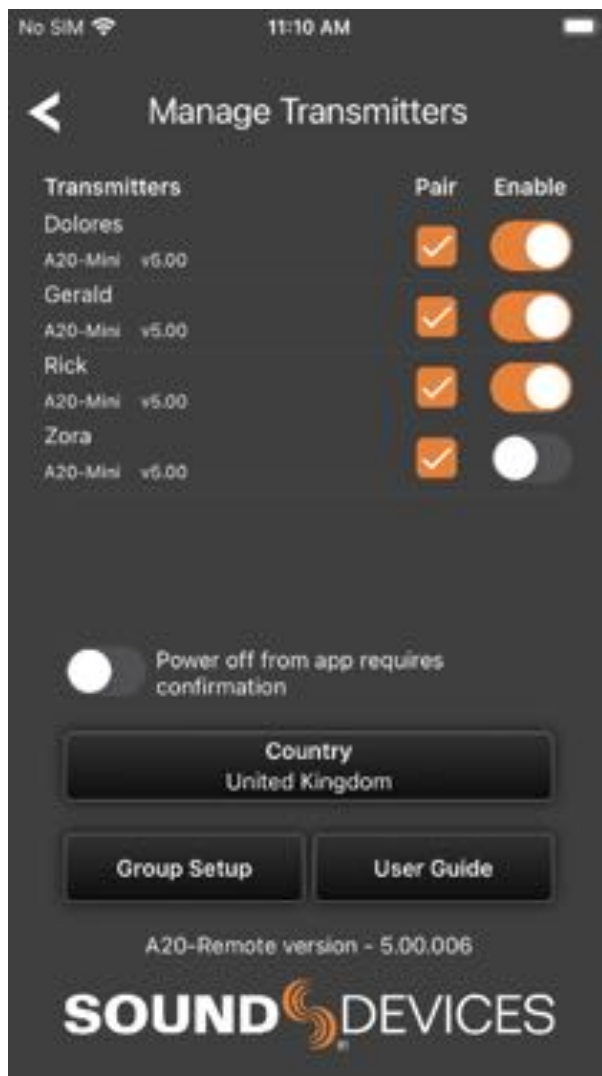 No SIM 11:10 AM
Manage Transmitters
Transmitters Pair Enable
Dolores
A20-Mini v5.00
Gerald
A20-Mini v5.00
Rick
A20-Mini v5.00
Zora
A20-Mini v5.00
Power off from app requires
confirmation
Country
United Kingdom
Group Setup User Guide
A20-Remote version - 5.00.006
SOUND DEVICES